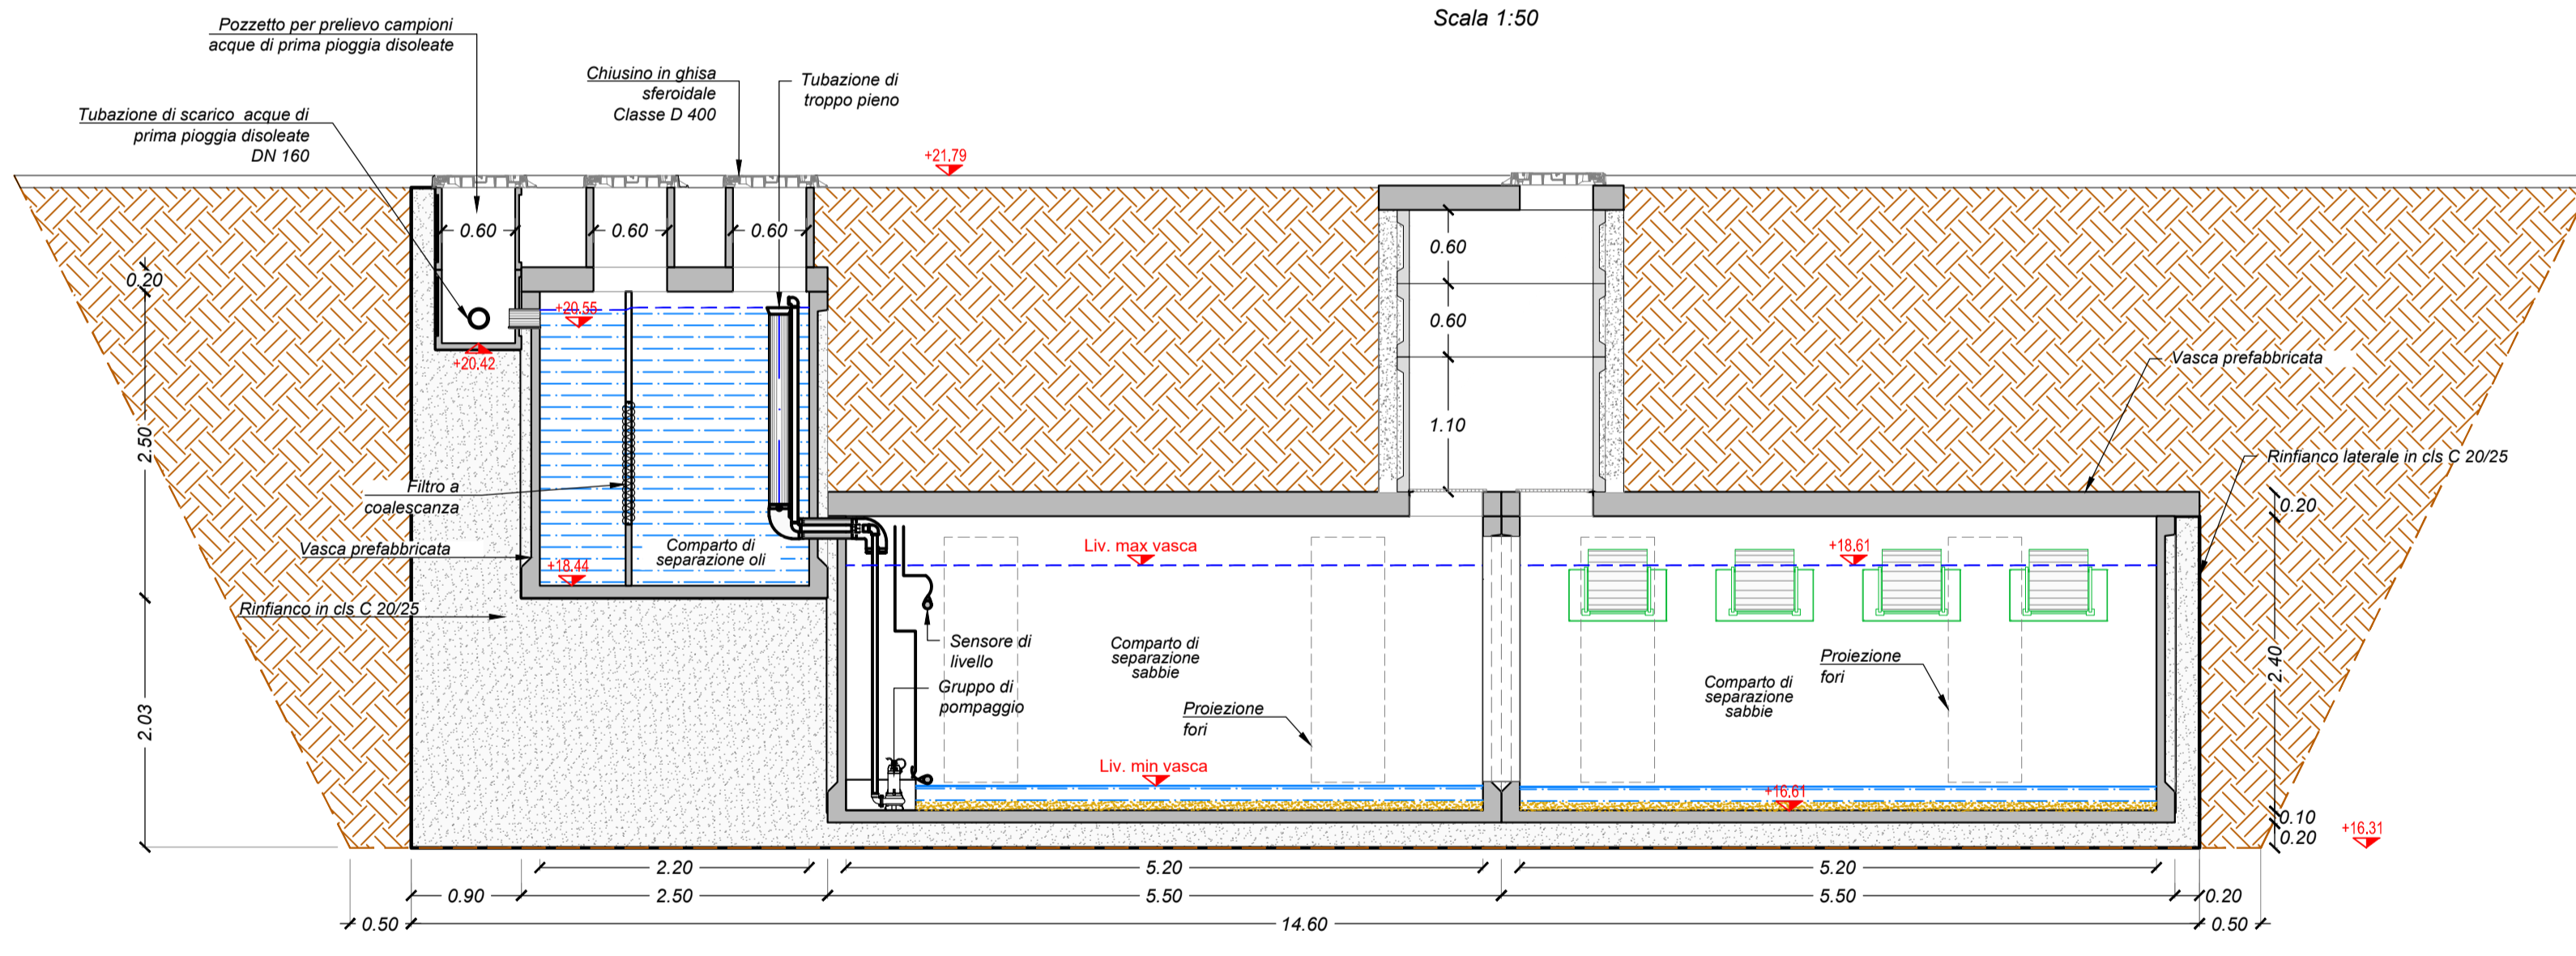 Scala 1:50
Pozzetto per prelievo campioni
acque di prima pioggia disoleate
Chiusino in ghisa
sferoidale
Classe D 400
Tubazione di
troppo pieno
Tubazione di scarico acque di
prima pioggia disoleate
DN 160
+21.79
0.60
0.60
0.60
0.60
0.60
1.10
0.20
2.50
2.03
+20.55
+20.42
Vasca prefabbricata
Rinfianco laterale in cls C 20/25
Filtro a
coalescanza
Vasca prefabbricata
Comparto di
separazione oli
+18.44
Rinfianco in cls C 20/25
Liv. max vasca
+18.61
Sensore di
livello
Gruppo di
pompaggio
Comparto di
separazione
sabbie
Proiezione
fori
Comparto di
separazione
sabbie
Proiezione
fori
Liv. min vasca
+16.61
0.20
2.40
0.10
0.20
+16.31
2.20
5.20
5.20
0.90
2.50
5.50
5.50
0.20
0.50
14.60
0.50